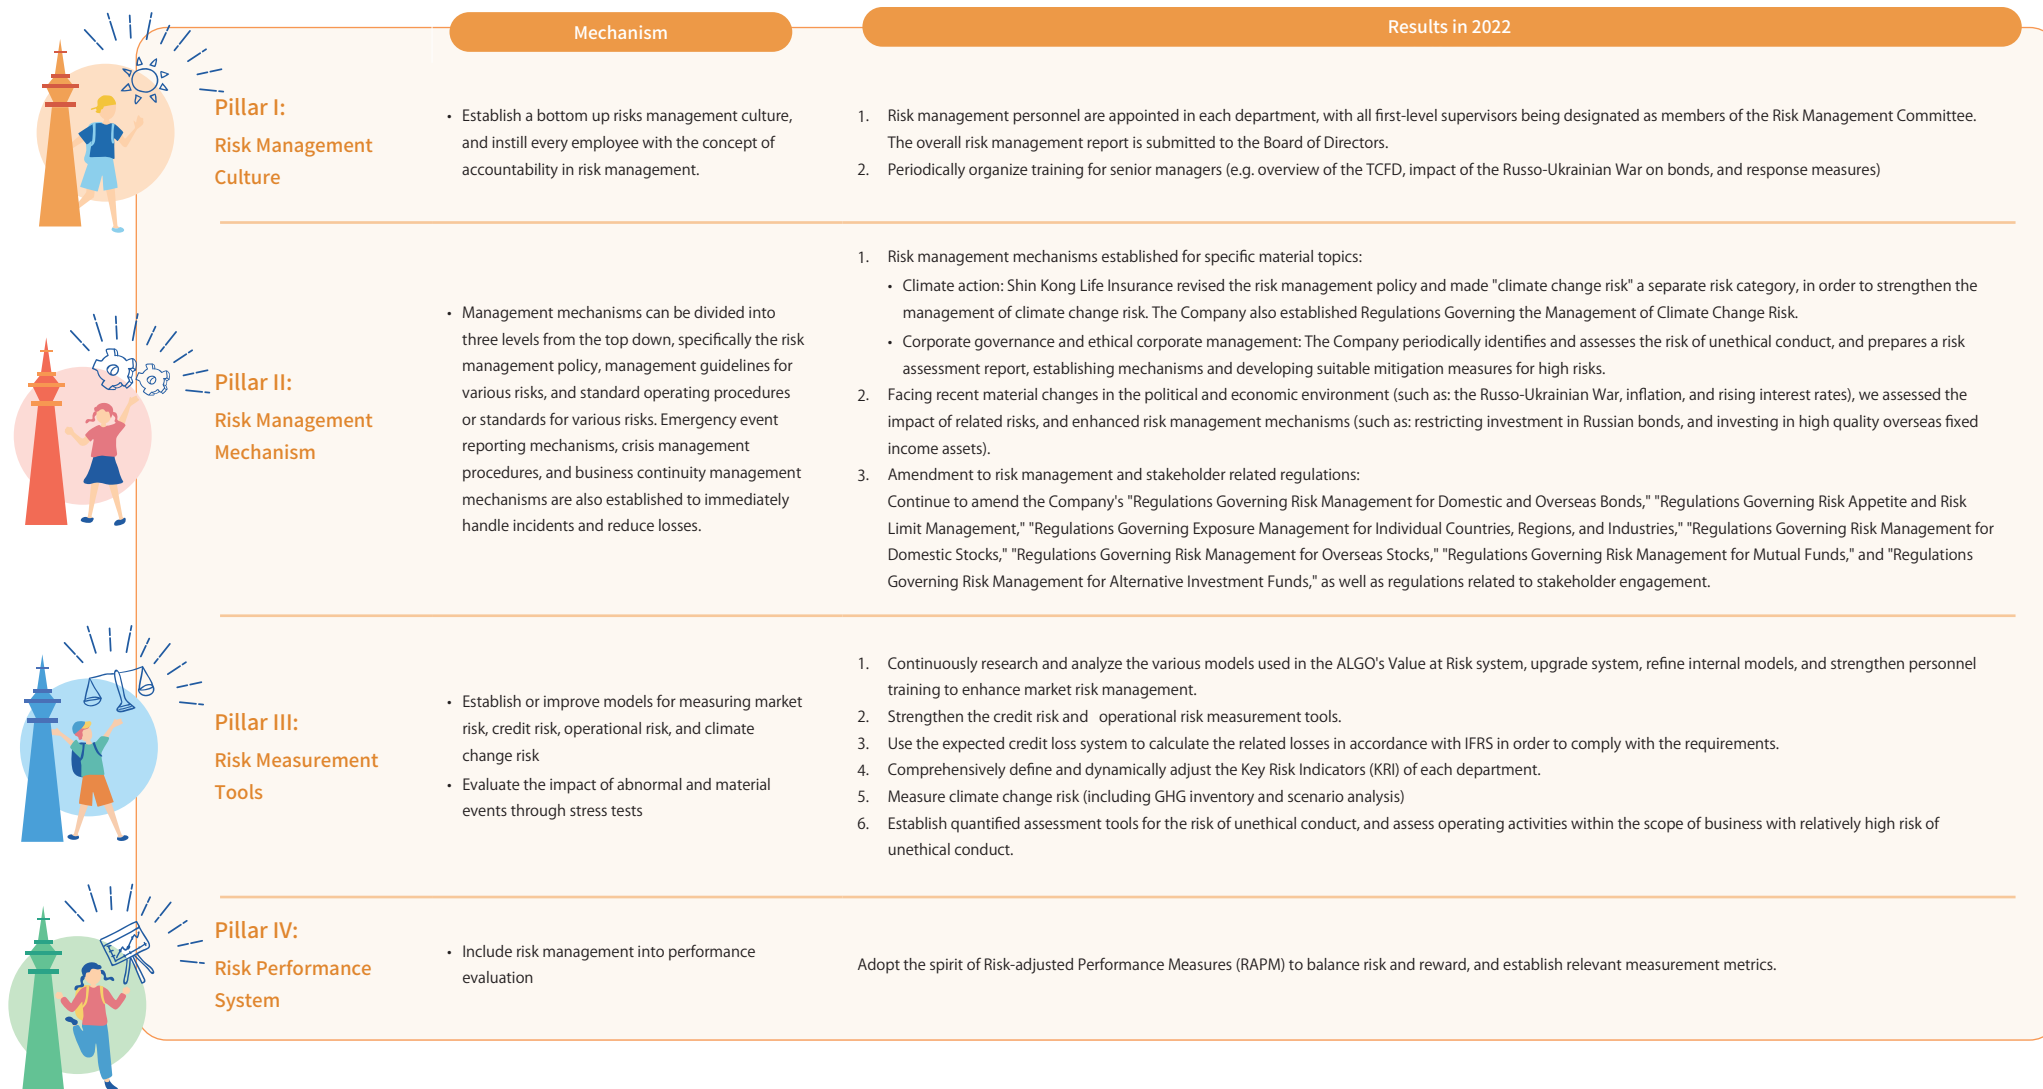 Mechanism
Results in 2022
Pillar I:
Risk Management
Culture
• Establish a bottom up risks management culture,
and instill every employee with the concept of
accountability in risk management.
1. Risk management personnel are appointed in each department, with all first-level supervisors being designated as members of the Risk Management Committee.
The overall risk management report is submitted to the Board of Directors.
2. Periodically organize training for senior managers (e.g. overview of the TCFD, impact of the Russo-Ukrainian War on bonds, and response measures)
Pillar II:
Risk Management
Mechanism
• Management mechanisms can be divided into
three levels from the top down, specifically the risk
management policy, management guidelines for
various risks, and standard operating procedures
or standards for various risks. Emergency event
reporting mechanisms, crisis management
procedures, and business continuity management
mechanisms are also established to immediately
handle incidents and reduce losses.
1. Risk management mechanisms established for specific material topics:
• Climate action: Shin Kong Life Insurance revised the risk management policy and made "climate change risk" a separate risk category, in order to strengthen the
management of climate change risk. The Company also established Regulations Governing the Management of Climate Change Risk.
• Corporate governance and ethical corporate management: The Company periodically identifies and assesses the risk of unethical conduct, and prepares a risk
assessment report, establishing mechanisms and developing suitable mitigation measures for high risks.
2. Facing recent material changes in the political and economic environment (such as: the Russo-Ukrainian War, inflation, and rising interest rates), we assessed the
impact of related risks, and enhanced risk management mechanisms (such as: restricting investment in Russian bonds, and investing in high quality overseas fixed
income assets).
3. Amendment to risk management and stakeholder related regulations:
Continue to amend the Company's "Regulations Governing Risk Management for Domestic and Overseas Bonds," "Regulations Governing Risk Appetite and Risk
Limit Management," "Regulations Governing Exposure Management for Individual Countries, Regions, and Industries," "Regulations Governing Risk Management for
Domestic Stocks," "Regulations Governing Risk Management for Overseas Stocks," "Regulations Governing Risk Management for Mutual Funds," and "Regulations
Governing Risk Management for Alternative Investment Funds," as well as regulations related to stakeholder engagement.
Pillar III:
Risk Measurement
Tools
• Establish or improve models for measuring market
risk, credit risk, operational risk, and climate
change risk
• Evaluate the impact of abnormal and material
events through stress tests
1. Continuously research and analyze the various models used in the ALGO's Value at Risk system, upgrade system, refine internal models, and strengthen personnel
training to enhance market risk management.
2. Strengthen the credit risk and operational risk measurement tools.
3. Use the expected credit loss system to calculate the related losses in accordance with IFRS in order to comply with the requirements.
4. Comprehensively define and dynamically adjust the Key Risk Indicators (KRI) of each department.
5. Measure climate change risk (including GHG inventory and scenario analysis)
6. Establish quantified assessment tools for the risk of unethical conduct, and assess operating activities within the scope of business with relatively high risk of
unethical conduct.
Pillar IV:
Risk Performance
System
• Include risk management into performance
evaluation
Adopt the spirit of Risk-adjusted Performance Measures (RAPM) to balance risk and reward, and establish relevant measurement metrics.